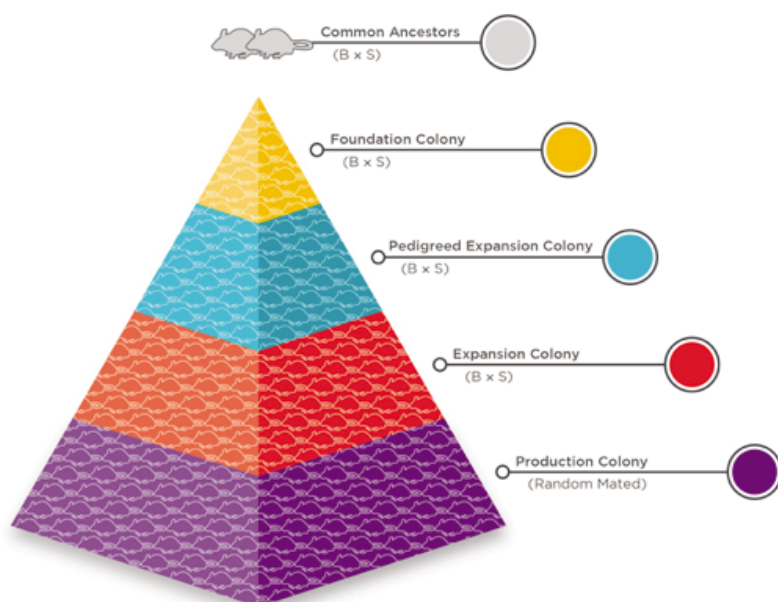 Common Ancestors
(B x S)
Foundation Colony
(B x S)
Pedigreed Expansion Colony
(B x S)
Expansion Colony
(B x S)
Production Colony
(Random Mated)